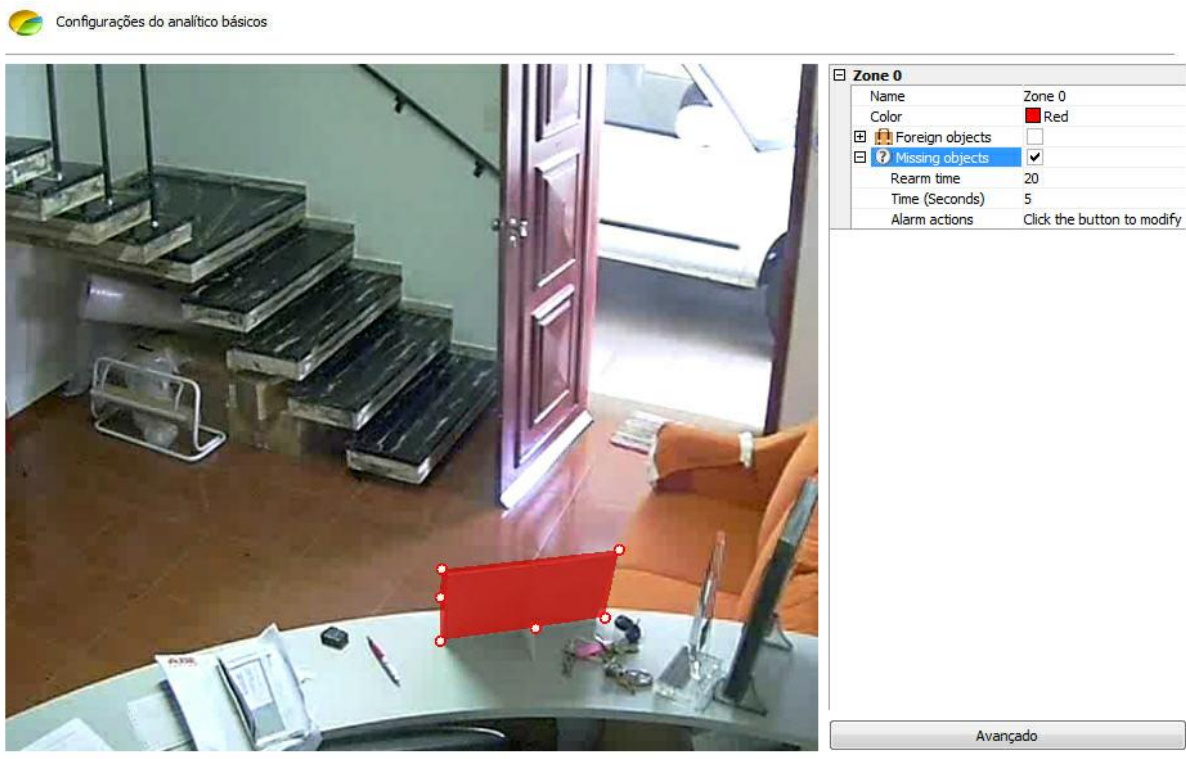 Configurações do analítico básicos
Zone 0
Name Zone 0
Color Red
Foreign objects
Missing objects
Rearm time 20
Time (Seconds) 5
Alarm actions Click the button to modify
Avançado